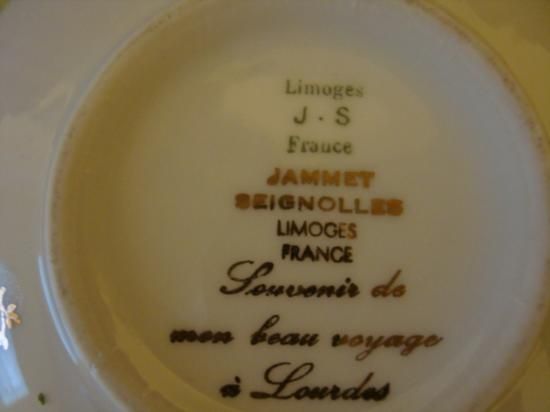 Limoges
J. S
France
JAMMET
SEIGNOLLES
LIMOGES
FRANCE
Souvenir de
mon beau voyage
à Lourdes